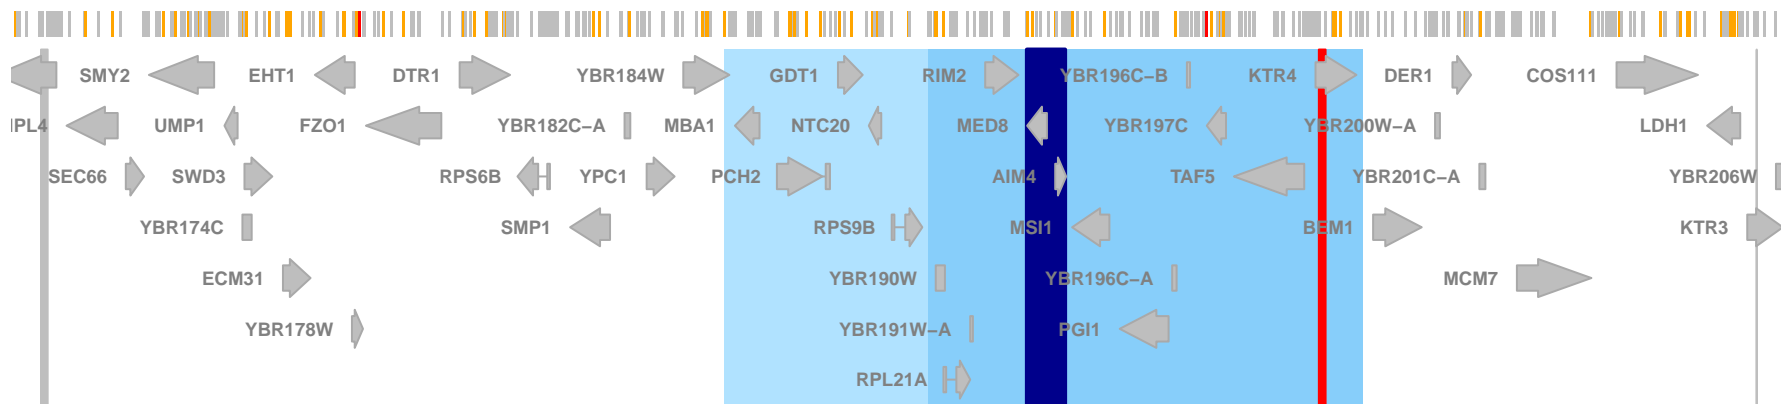 SMY2 EHT1 DTR1 YBR184W GDT1 RIM2 YBR196C–B KTR4 DER1 COS111
IPL4 UMP1 FZO1 YBR182C–A MBA1 NTC20 MED8 YBR197C YBR200W–A LDH1
SEC66 SWD3 RPS6B YPC1 PCH2 AIM4 TAF5 YBR201C–A YBR206W
YBR174C SMP1 RPS9B MSI1 BEM1 KTR3
ECM31 YBR190W YBR196C–A MCM7
YBR178W YBR191W–A PGI1
RPL21A